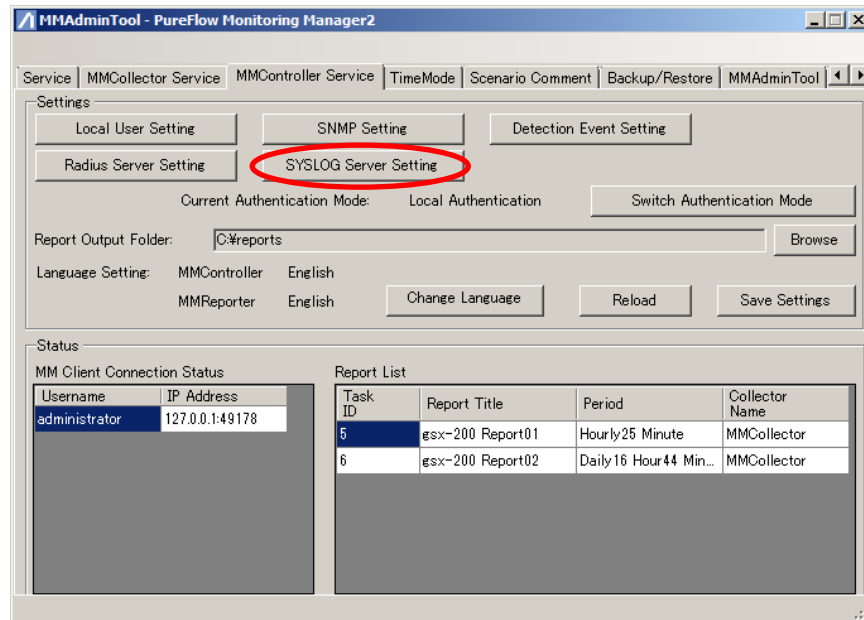 MMAdminTool - PureFlow Monitoring Manager2
Service MMCollector Service MMController Service TimeMode Scenario Comment Backup/Restore MMAdminTool
Settings
Local User Setting SNMP Setting Detection Event Setting
Radius Server Setting SYSLOG Server Setting
Current Authentication Mode: Local Authentication Switch Authentication Mode
Report Output Folder: C:¥reports Browse
Language Setting: MMController English
MMReporter English Change Language Reload Save Settings
Status
MM Client Connection Status Report List
Username IP Address Task ID Report Title Period Collector Name
administrator 127.0.0.1:49178 5 gsx-200 Report01 Hourly25 Minute MMCollector
6 gsx-200 Report02 Daily16 Hour44 Min... MMCollector